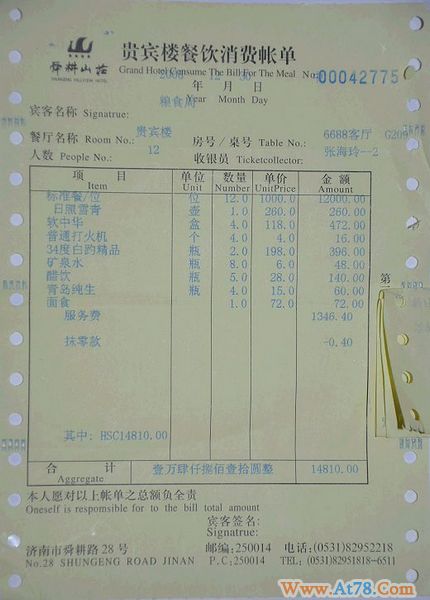 贵宾楼餐饮消费帐单
舜耕山庄
SHUNGENG HILLVIEW HOTEL
Grand Hotel Consume The Bill For The Meal No 00042775
年 月 日
Year Month Day
粮食局
宾客名称 Signatrue:
餐厅名称 Room No.: 贵宾楼 房号/桌号 Table No.: 6688客厅 G209
人数 People No.: 12 收银员 Ticketcollector: 张海玲--2
项 目 单位 数量 单价 金 额
Item Unit Number UnitPrice Amount
标准餐/位 位 12.0 1000.0 12000.00
日照雪青 壶 1.0 260.0 260.00
软中华 盒 4.0 118.0 472.00
普通打火机 个 4.0 4.0 16.00
34度白趵精品 瓶 2.0 198.0 396.00
矿泉水 瓶 8.0 6.0 48.00
醋饮 瓶 5.0 28.0 140.00
青岛纯生 瓶 4.0 15.0 60.00
面食 1.0 72.0 72.00
服务费 1346.40
抹零款 -0.40
第
其中: HSC14810.00
合 计 壹万肆仟捌佰壹拾圆整 14810.00
Aggregate
本人愿对以上帐单之总额负全责
Oneself is responsible for to the bill total amount
宾客签名:
Signatrue:
济南市舜耕路28号 邮编:250014 电话:(0531)82952218
No.28 SHUNGENG ROAD JINAN P.C:250014 TEL:(0531)82951818-6511
Www.At78.Com